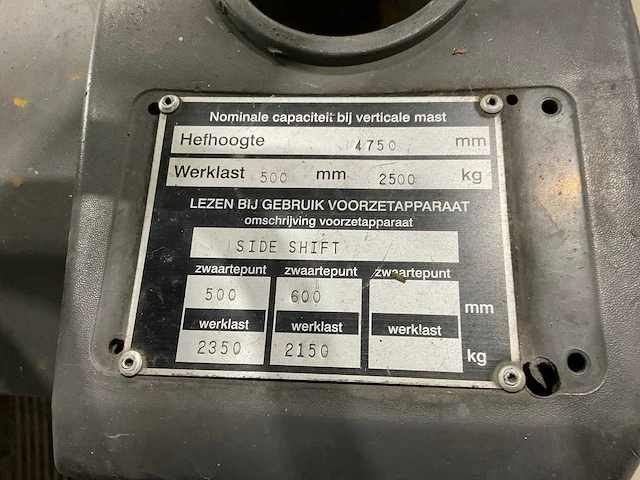 Nominale capaciteit bij verticale mast
Hefhoogte 4750 mm
Werklast 500 mm 2500 kg
LEZEN BIJ GEBRUIK VOORZETAPPARAAT
omschrijving voorzetapparaat
SIDE SHIFT
zwaartepunt zwaartepunt zwaartepunt
500 600 mm
werklast werklast werklast
2350 2150 kg